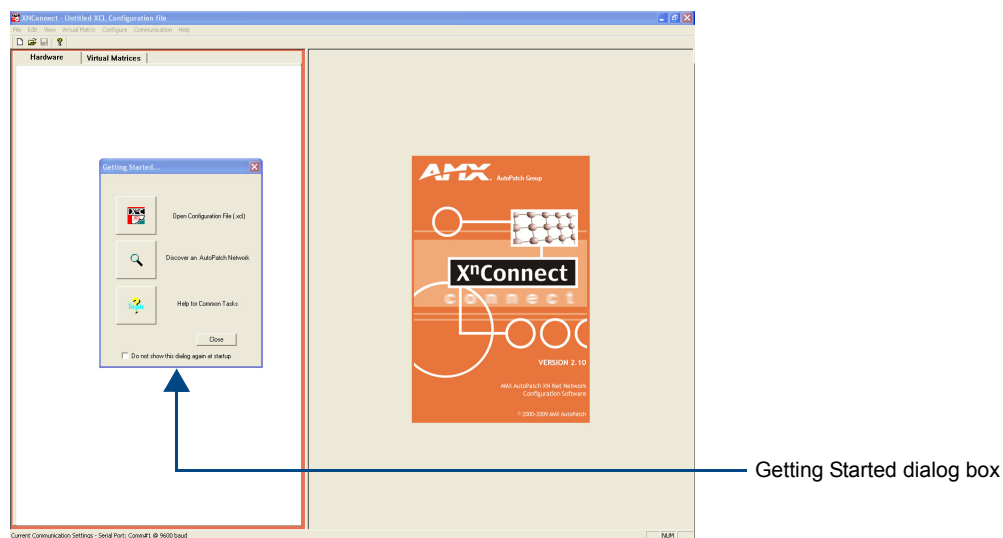 XNConnect - Untitled XCL Configuration file
File Edit View Virtual Matrix Configure Communication Help
Hardware Virtual Matrices
Getting Started...
Open Configuration File (.xcl)
Discover an AutoPatch Network
Help for Common Tasks
Close
Do not show this dialog again at startup
AMX AutoPatch Group
XnConnect
connect
VERSION 2.10
AMX AutoPatch XN Net Network
Configuration Software
©2000-2009 AMX AutoPatch
Getting Started dialog box
Current Communication Settings - Serial Port: Comm#1 @ 9600 baud
NUM